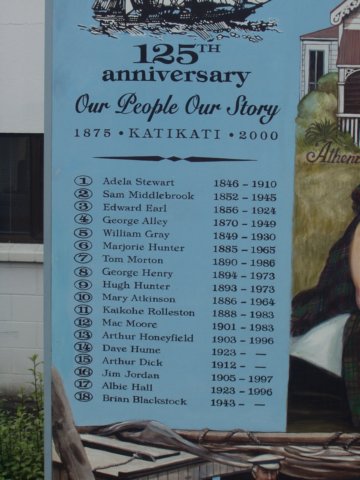 125TH
anniversary
Our People Our Story
1875 • KATIKATI • 2000
1 Adela Stewart 1846 - 1910
2 Sam Middlebrook 1852 - 1945
3 Edward Earl 1856 - 1924
4 George Alley 1870 - 1949
5 William Gray 1849 - 1930
6 Marjorie Hunter 1885 - 1965
7 Tom Morton 1890 - 1986
8 George Henry 1894 - 1973
9 Hugh Hunter 1893 - 1973
10 Mary Atkinson 1886 - 1964
11 Kaikohe Rolleston 1888 - 1983
12 Mac Moore 1901 - 1983
13 Arthur Honeyfield 1903 - 1996
14 Dave Hume 1923 - —
15 Arthur Dick 1912 - —
16 Jim Jordan 1905 - 1997
17 Albie Hall 1923 - 1996
18 Brian Blackstock 1943 - —